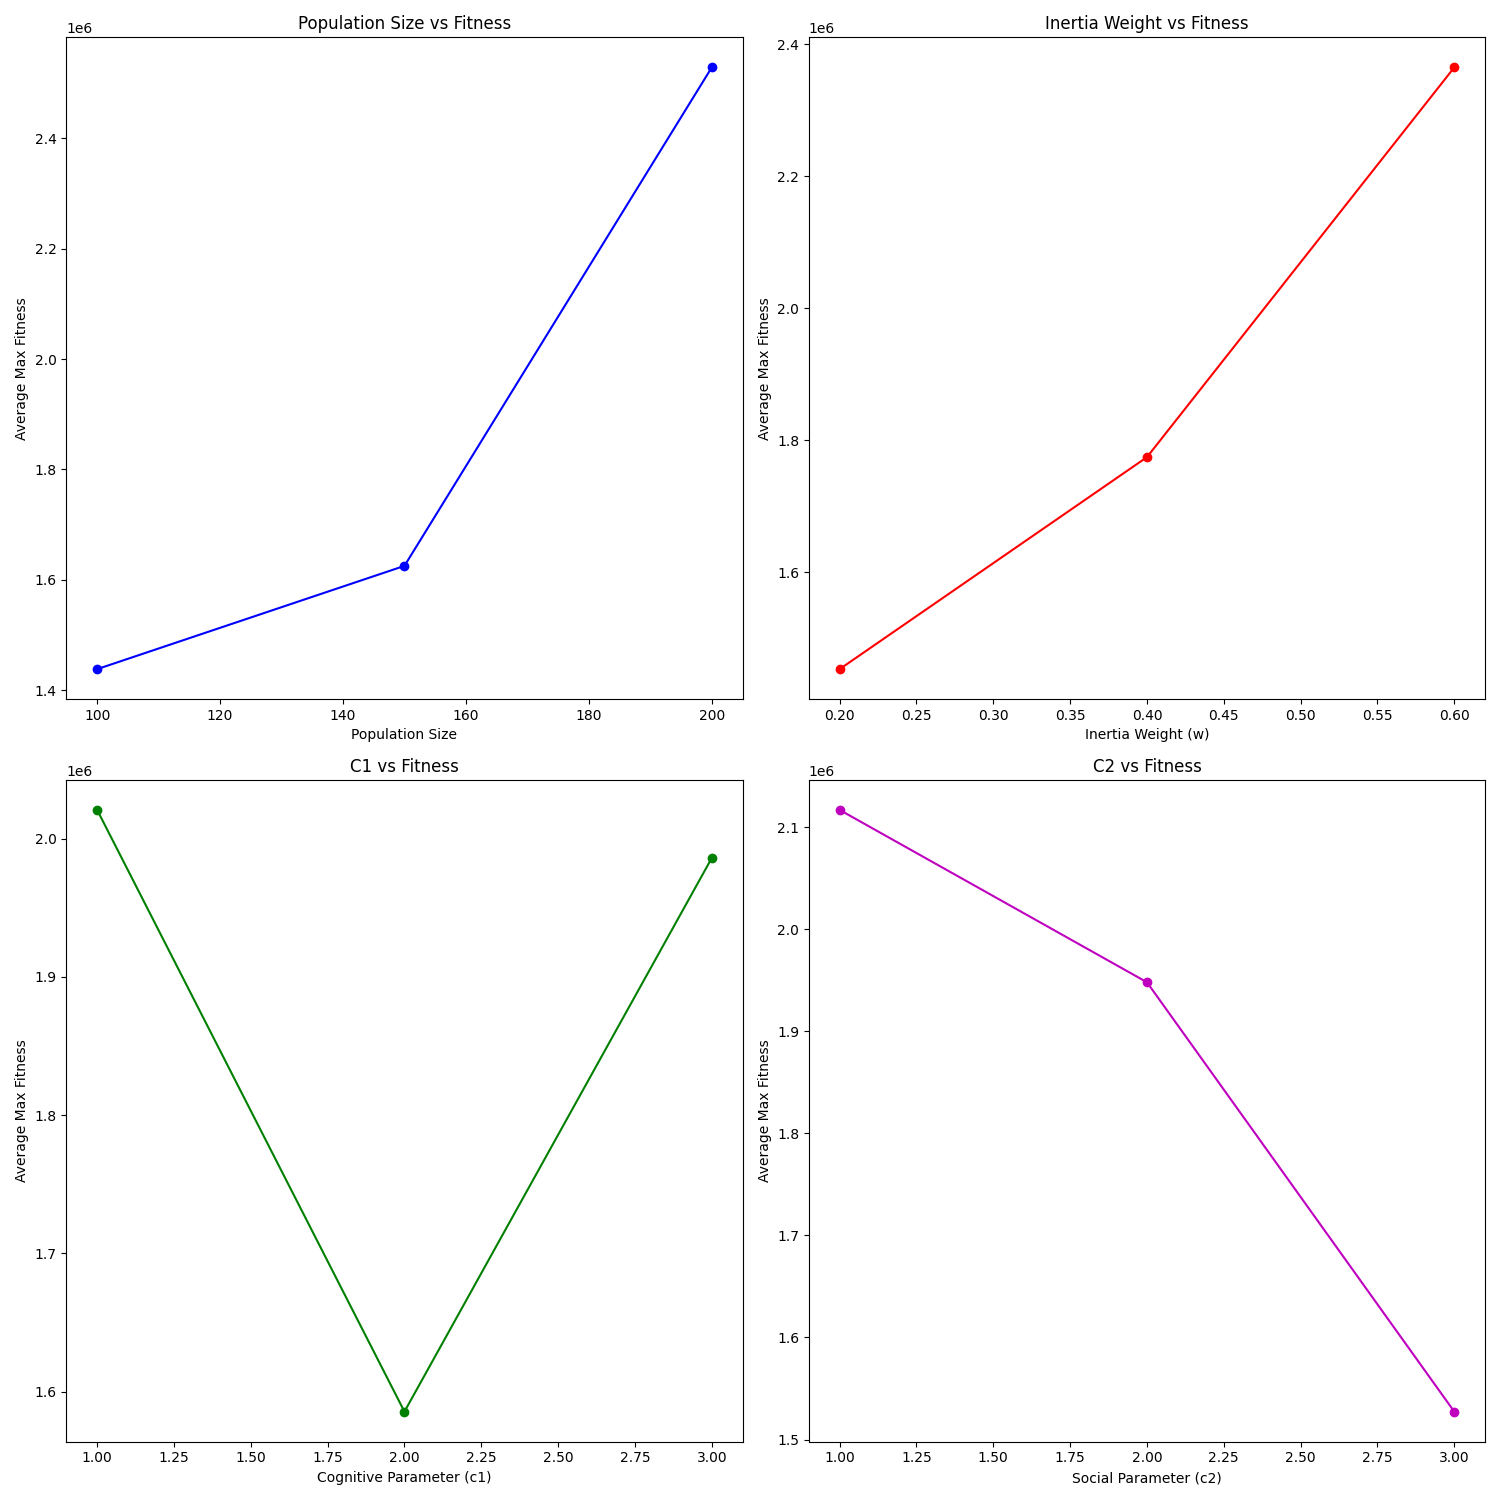 Population Size vs Fitness
1e6
Average Max Fitness
2.4
2.2
2.0
1.8
1.6
1.4
100 120 140 160 180 200
Population Size
Inertia Weight vs Fitness
1e6
Average Max Fitness
2.4
2.2
2.0
1.8
1.6
0.20 0.25 0.30 0.35 0.40 0.45 0.50 0.55 0.60
Inertia Weight (w)
C1 vs Fitness
1e6
Average Max Fitness
2.0
1.9
1.8
1.7
1.6
1.00 1.25 1.50 1.75 2.00 2.25 2.50 2.75 3.00
Cognitive Parameter (c1)
C2 vs Fitness
1e6
Average Max Fitness
2.1
2.0
1.9
1.8
1.7
1.6
1.5
1.00 1.25 1.50 1.75 2.00 2.25 2.50 2.75 3.00
Social Parameter (c2)